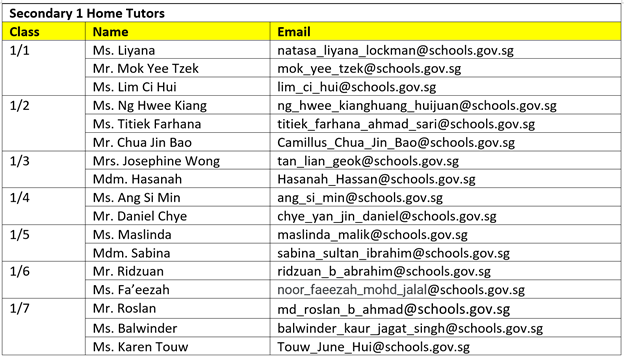 Secondary 1 Home Tutors
Class Name Email
1/1 Ms. Liyana natasa_liyana_lockman@schools.gov.sg
Mr. Mok Yee Tzek mok_yee_tzek@schools.gov.sg
Ms. Lim Ci Hui lim_ci_hui@schools.gov.sg
1/2 Ms. Ng Hwee Kiang ng_hwee_kianghuang_huijuan@schools.gov.sg
Ms. Titiek Farhana titiek_farhana_ahmad_sari@schools.gov.sg
Mr. Chua Jin Bao Camillus_Chua_Jin_Bao@schools.gov.sg
1/3 Mrs. Josephine Wong tan_lian_geok@schools.gov.sg
Mdm. Hasanah Hasanah_Hassan@schools.gov.sg
1/4 Ms. Ang Si Min ang_si_min@schools.gov.sg
Mr. Daniel Chye chye_yan_jin_daniel@schools.gov.sg
1/5 Ms. Maslinda maslinda_malik@schools.gov.sg
Mdm. Sabina sabina_sultan_ibrahim@schools.gov.sg
1/6 Mr. Ridzuan ridzuan_b_abrahim@schools.gov.sg
Ms. Fa’eezah noor_faeezah_mohd_jalal@schools.gov.sg
1/7 Mr. Roslan md_roslan_b_ahmad@schools.gov.sg
Ms. Balwinder balwinder_kaur_jagat_singh@schools.gov.sg
Ms. Karen Touw Touw_June_Hui@schools.gov.sg